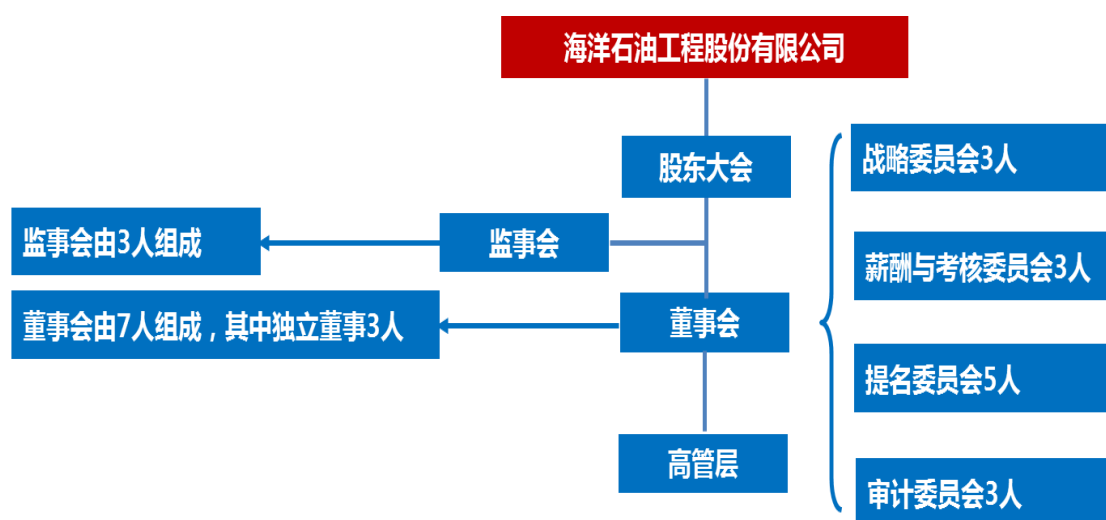 海洋石油工程股份有限公司
股东大会
战略委员会3人
监事会由3人组成
监事会
薪酬与考核委员会3人
董事会由7人组成，其中独立董事3人
董事会
提名委员会5人
高管层
审计委员会3人